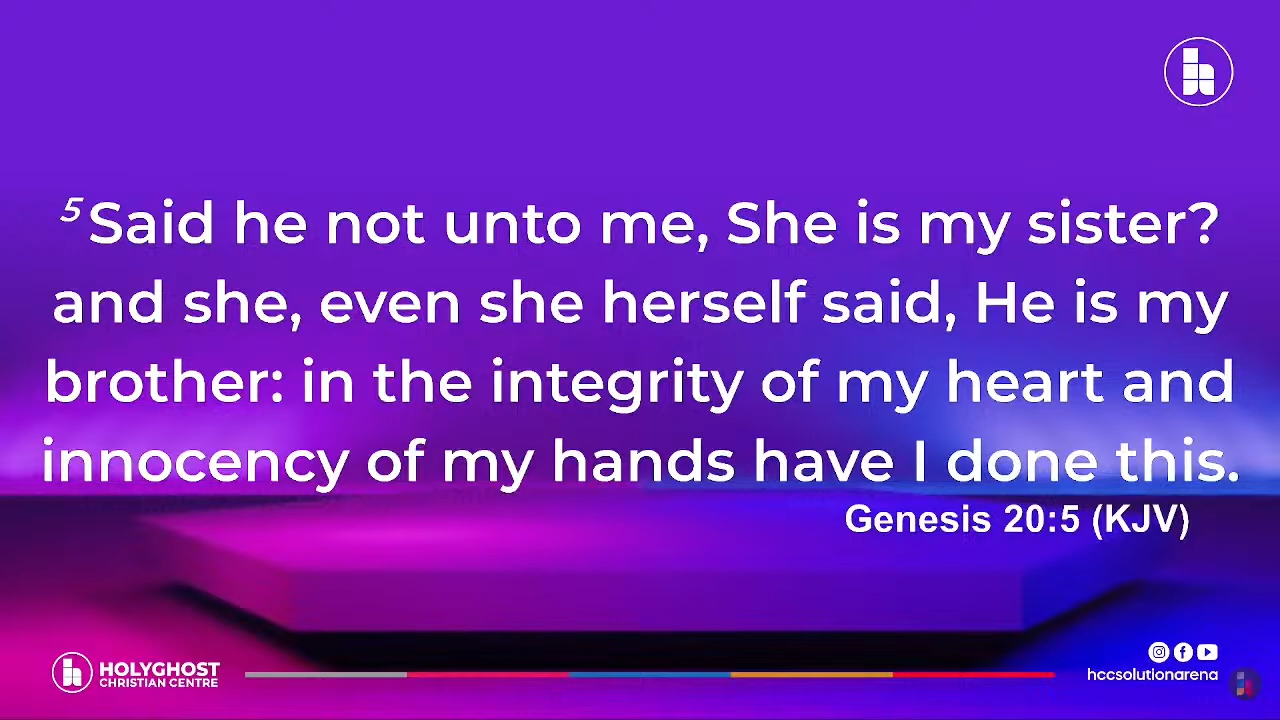 5 Said he not unto me, She is my sister?
and she, even she herself said, He is my
brother: in the integrity of my heart and
innocency of my hands have I done this.
Genesis 20:5 (KJV)
HOLYGHOST
CHRISTIAN CENTRE
hccsolutionarena